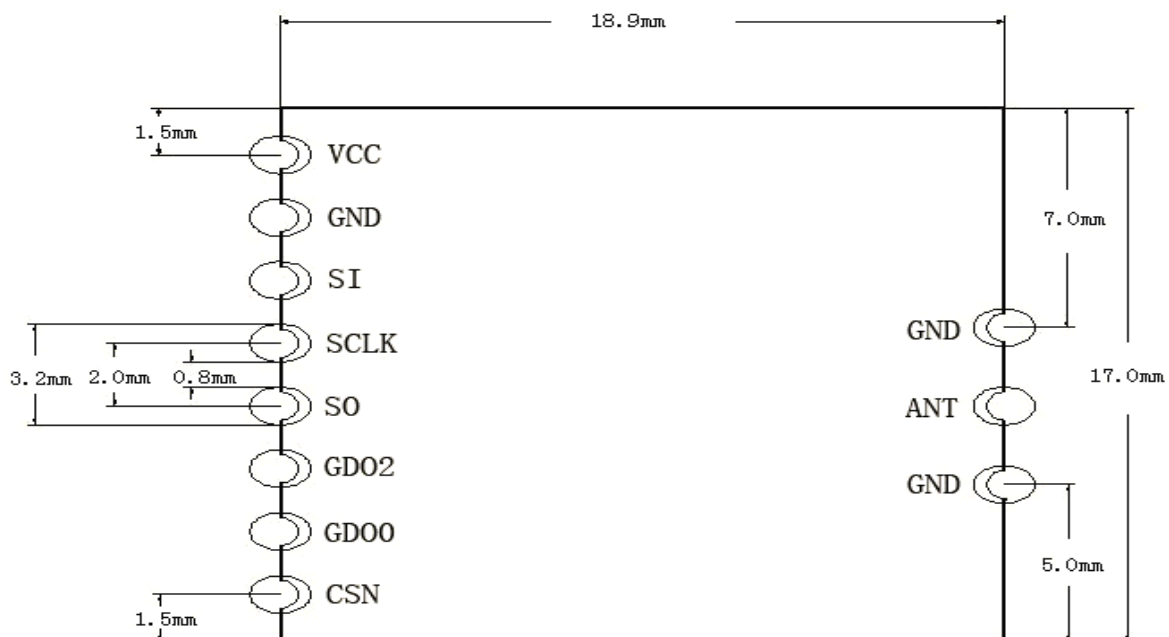 18.9mm
1.5mm
VCC
GND
SI
SCLK
SO
GDO2
GDO0
CSN
3.2mm
2.0mm
0.8mm
1.5mm
7.0mm
GND
ANT
GND
17.0mm
5.0mm